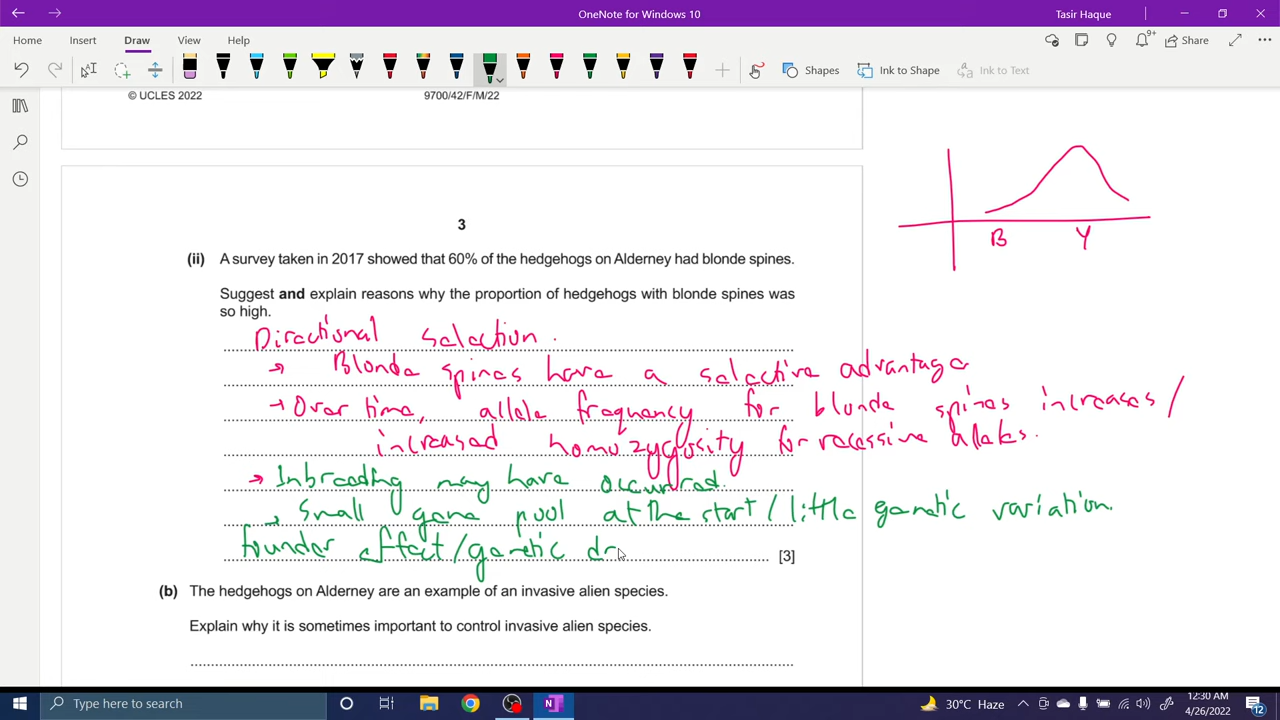 OneNote for Windows 10
Tasir Haque
Home Insert Draw View Help
Share
Shapes
Ink to Shape
Ink to Text
© UCLES 2022
9700/42/F/M/22
B Y
3
(ii) A survey taken in 2017 showed that 60% of the hedgehogs on Alderney had blonde spines.
Suggest and explain reasons why the proportion of hedgehogs with blonde spines was
so high.
Directional selection.
→ Blonde spines have a selective advantage
→ Over time, allele frequency for blonde spines increases /
increased homozygosity for recessive alleles.
→ Inbreeding may have occurred
→ Small gene pool at the start / little genetic variation.
founder effect/genetic dr
[3]
(b) The hedgehogs on Alderney are an example of an invasive alien species.
Explain why it is sometimes important to control invasive alien species.
Type here to search
30°C Haze
12:30 AM
4/26/2022
12